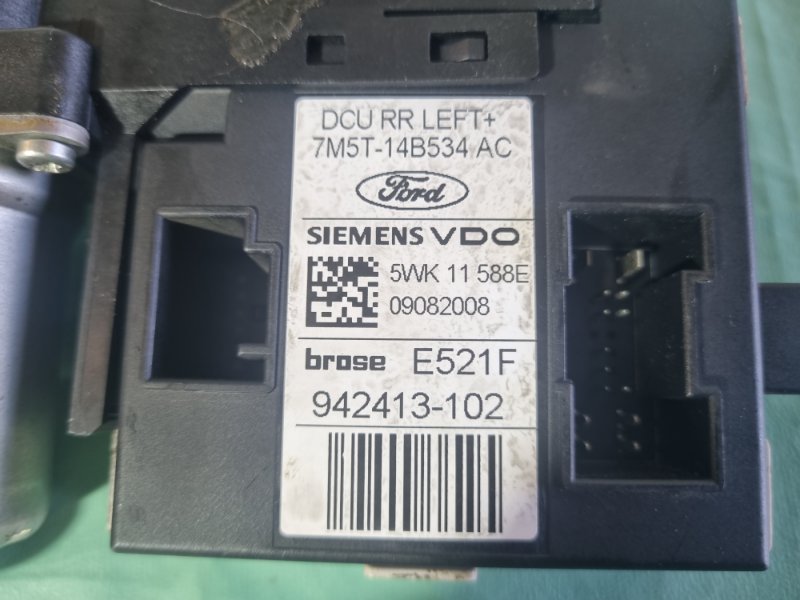 DCU RR LEFT+
7M5T-14B534 AC
Ford
SIEMENS VDO
5WK 11 588E
09082008
brose E521F
942413-102